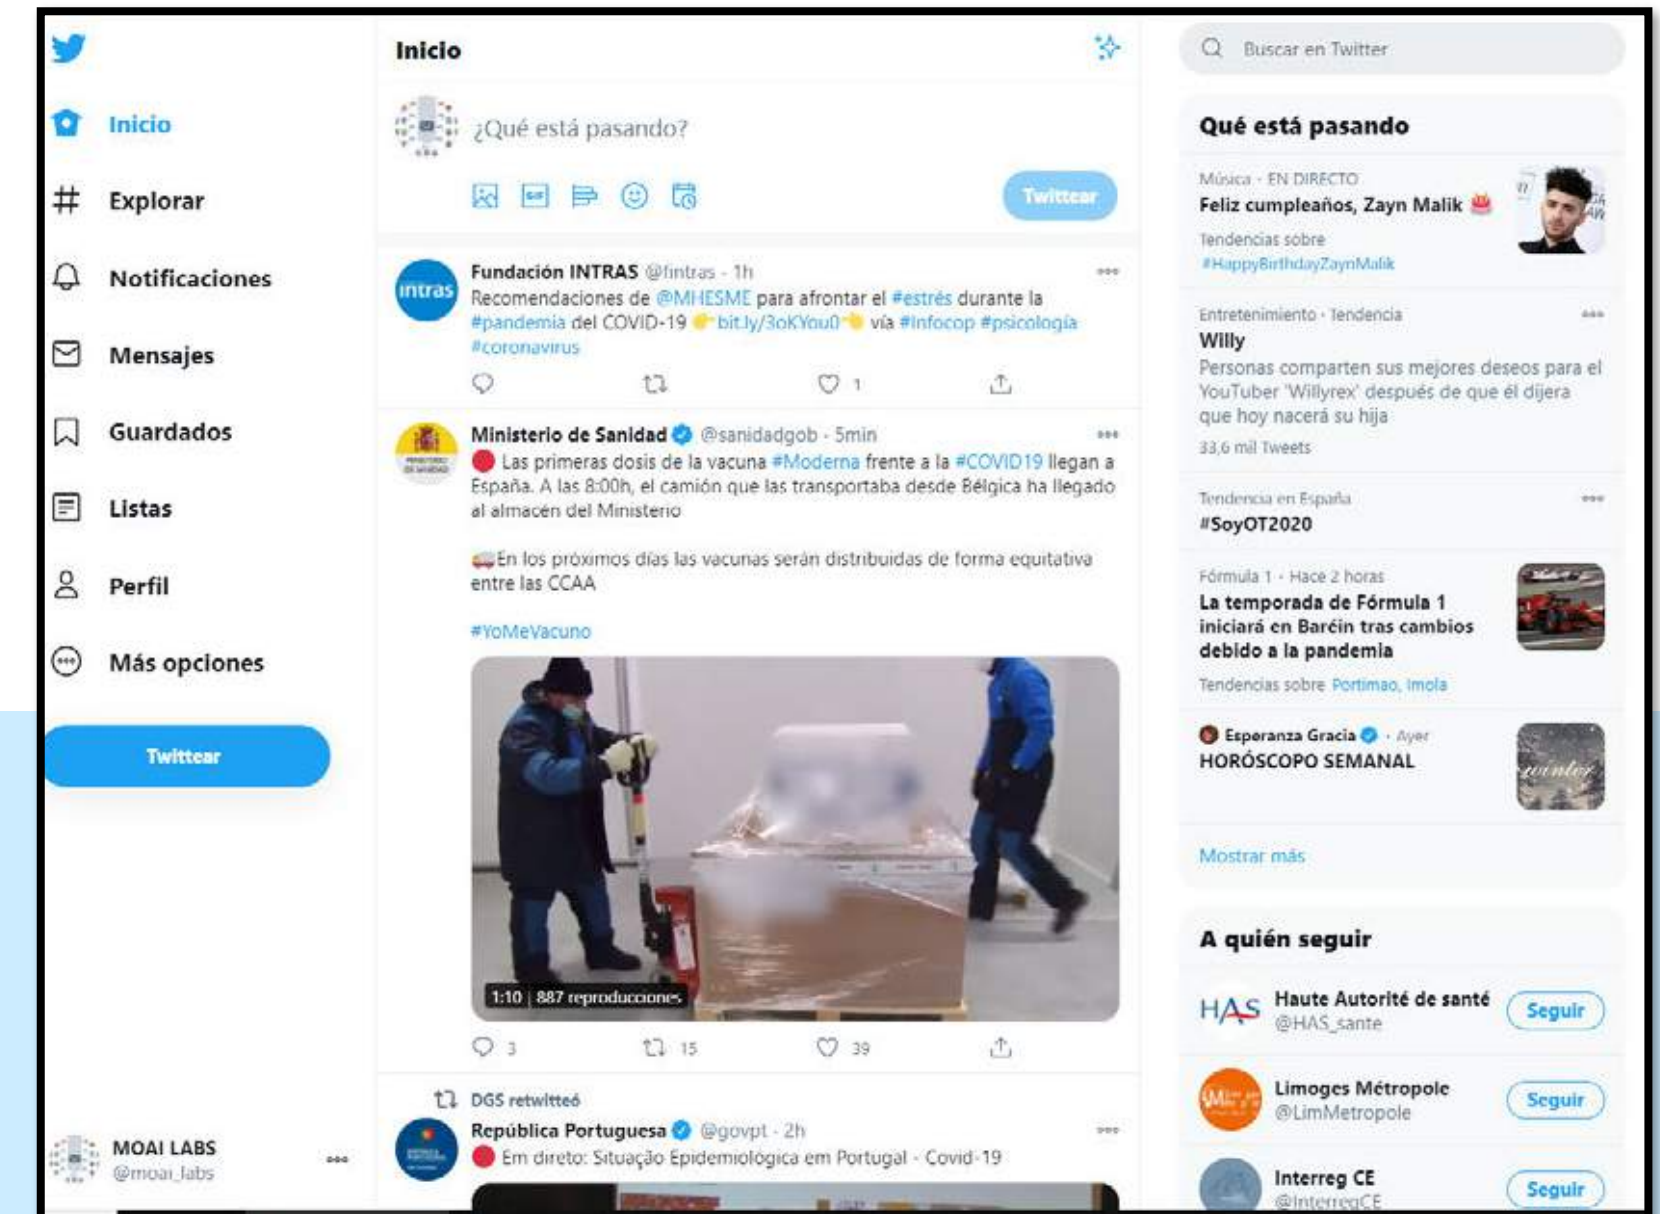 Inicio
Explorar
Notificaciones
Mensajes
Guardados
Listas
Perfil
Más opciones
Twittear
MOAI LABS
@moai_labs
Inicio
¿Qué está pasando?
GIF
Twittear
intras
Fundación INTRAS @fintras · 1h
Recomendaciones de @MHESME para afrontar el #estrés durante la
#pandemia del COVID-19 👉bit.ly/3oKYou0👈 vía #Infocop #psicología
#coronavirus
1
MINISTERIO
DE SANIDAD
Ministerio de Sanidad @sanidadgob · 5min
🔴 Las primeras dosis de la vacuna #Moderna frente a la #COVID19 llegan a
España. A las 8:00h, el camión que las transportaba desde Bélgica ha llegado
al almacén del Ministerio
🚚En los próximos días las vacunas serán distribuidas de forma equitativa
entre las CCAA
#YoMeVacuno
1:10 | 887 reproducciones
3 15 39
DGS retwitteó
República Portuguesa @govpt · 2h
🔴 Em direto: Situação Epidemiológica em Portugal - Covid-19
Buscar en Twitter
Qué está pasando
Música · EN DIRECTO
Feliz cumpleaños, Zayn Malik 🎂
Tendencias sobre
#HappyBirthdayZaynMalik
Entretenimiento · Tendencia
Willy
Personas comparten sus mejores deseos para el
YouTuber 'Willyrex' después de que él dijera
que hoy nacerá su hija
33,6 mil Tweets
Tendencia en España
#SoyOT2020
Fórmula 1 · Hace 2 horas
La temporada de Fórmula 1
iniciará en Baréin tras cambios
debido a la pandemia
Tendencias sobre Portimao, Imola
Esperanza Gracia · Ayer
HORÓSCOPO SEMANAL
winter
Mostrar más
A quién seguir
HAS
Haute Autorité de santé
@HAS_sante
Seguir
Limoges Métropole
@LimMetropole
Seguir
Interreg CE
@InterregCE
Seguir